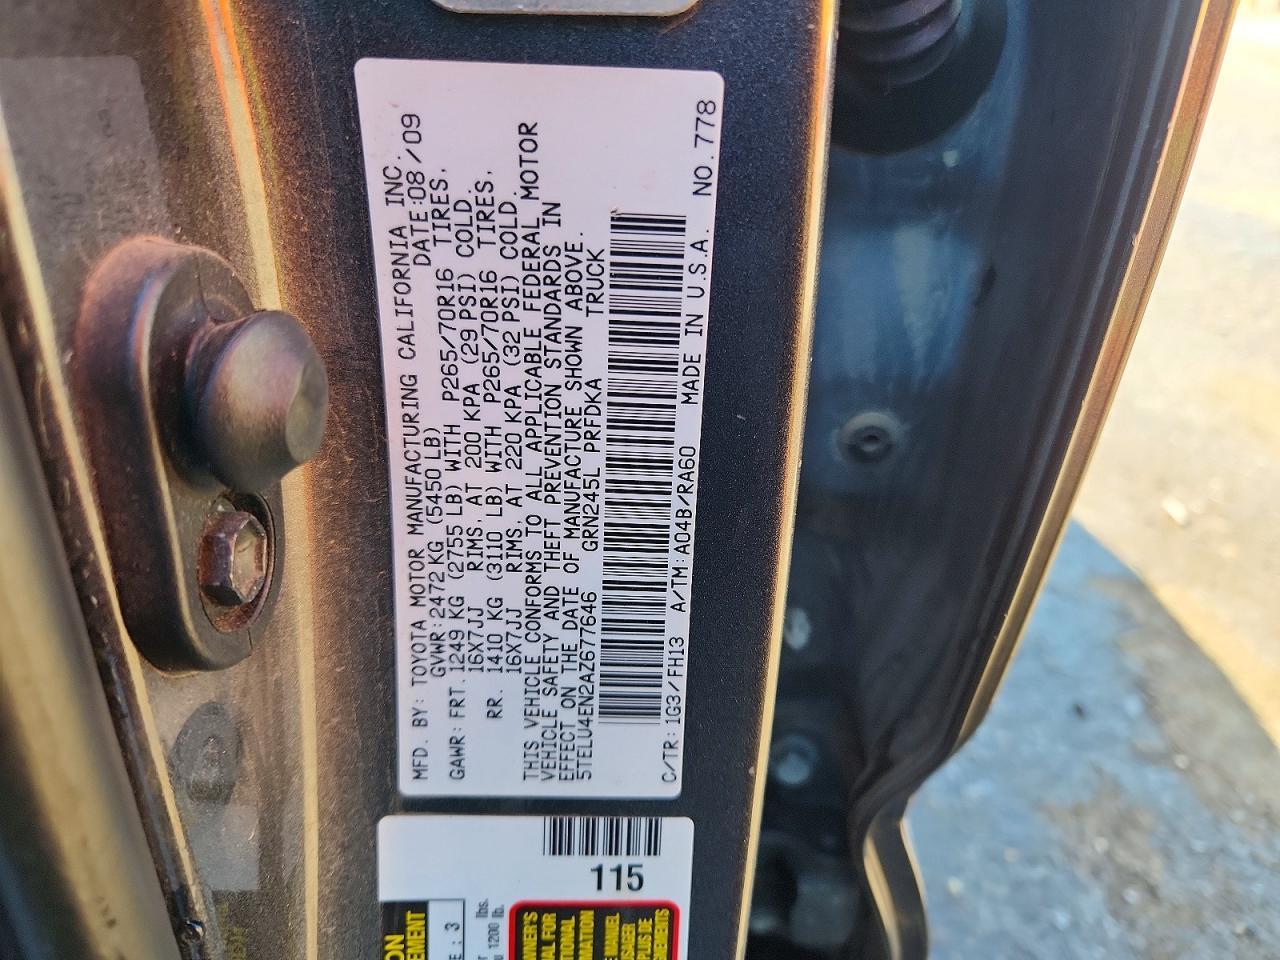 MFD. BY: TOYOTA MOTOR MANUFACTURING CALIFORNIA INC.
GVWR: 2472 KG (5450 LB) DATE: 08/09
GAWR: FRT. 1249 KG (2755 LB) WITH P265/70R16 TIRES,
16X7JJ RIMS, AT 200 KPA (29 PSI) COLD.
RR. 1410 KG (3110 LB) WITH P265/70R16 TIRES,
16X7JJ RIMS, AT 220 KPA (32 PSI) COLD.
THIS VEHICLE CONFORMS TO ALL APPLICABLE FEDERAL MOTOR
VEHICLE SAFETY AND THEFT PREVENTION STANDARDS IN
EFFECT ON THE DATE OF MANUFACTURE SHOWN ABOVE.
5TELU4EN2AZ677646 GRN245L PRFDKA TRUCK
C/TR: 1G3/FH13 A/TM: A04B/RA60 MADE IN U.S.A. NO. 778
115
1200 lb.
lbs.